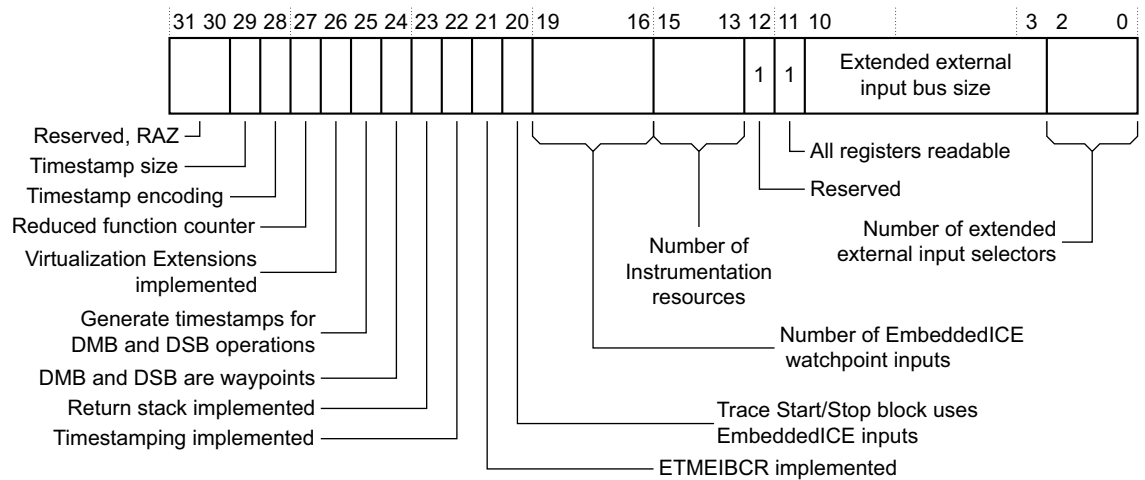 31 30 29 28 27 26 25 24 23 22 21 20 19 16 15 13 12 11 10 3 2 0
1 1
Extended external
input bus size
Reserved, RAZ
Timestamp size
Timestamp encoding
Reduced function counter
Virtualization Extensions
implemented
Generate timestamps for
DMB and DSB operations
DMB and DSB are waypoints
Return stack implemented
Timestamping implemented
All registers readable
Reserved
Number of extended
external input selectors
Number of
Instrumentation
resources
Number of EmbeddedICE
watchpoint inputs
Trace Start/Stop block uses
EmbeddedICE inputs
ETMEIBCR implemented